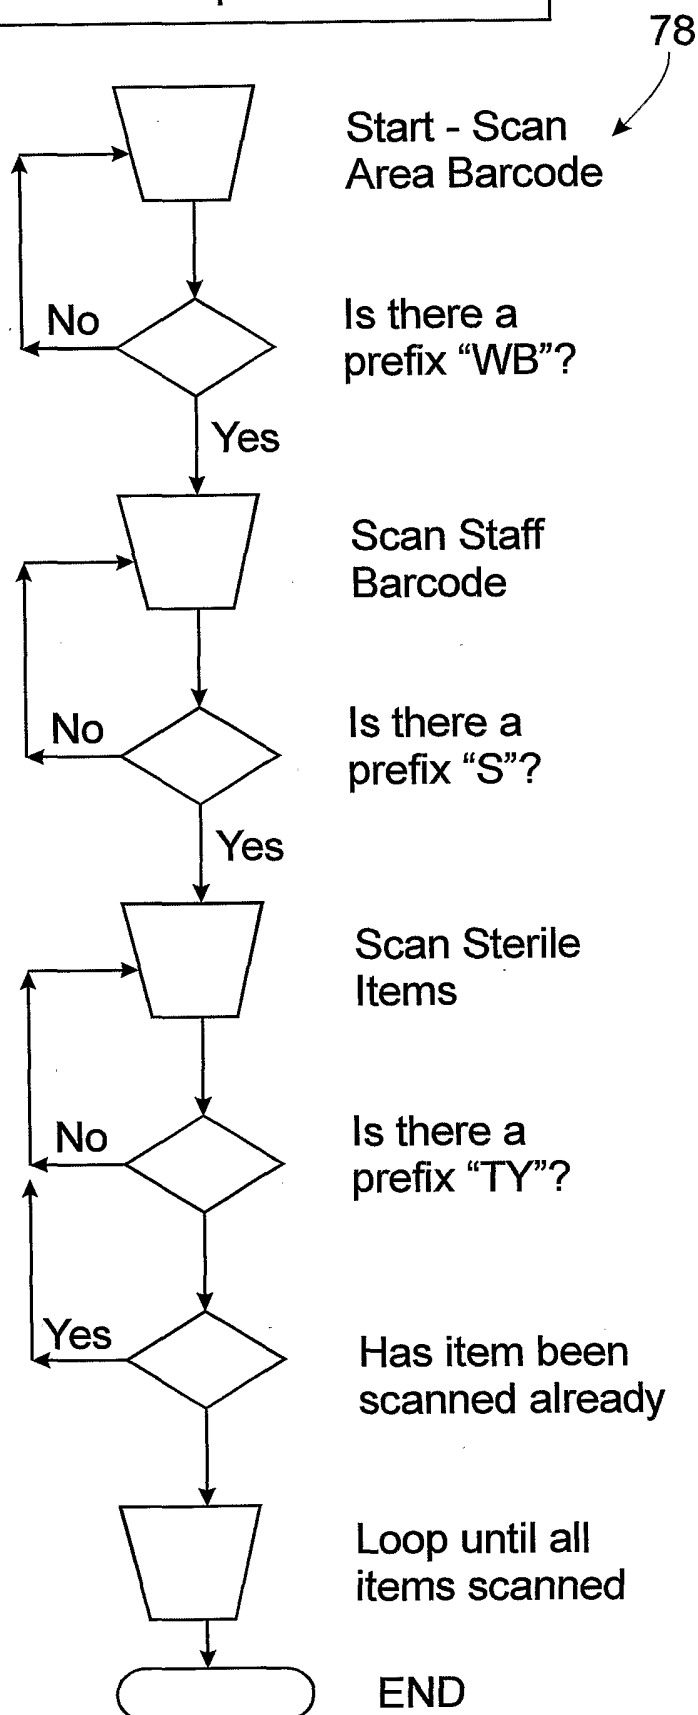 78
Start - Scan
Area Barcode
No
Is there a
prefix “WB”?
Yes
Scan Staff
Barcode
No
Is there a
prefix “S”?
Yes
Scan Sterile
Items
No
Is there a
prefix “TY”?
Yes
Has item been
scanned already
Loop until all
items scanned
END